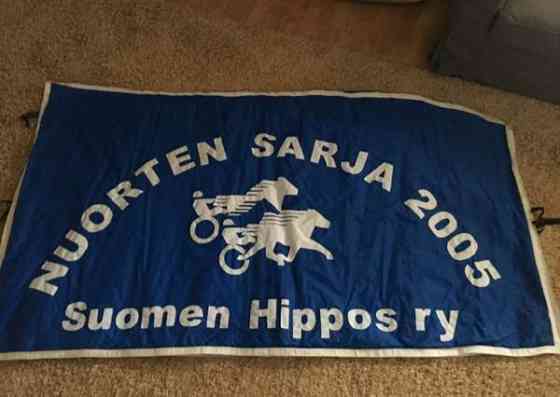 NUORTEN SARJA 2005
Suomen Hippos ry